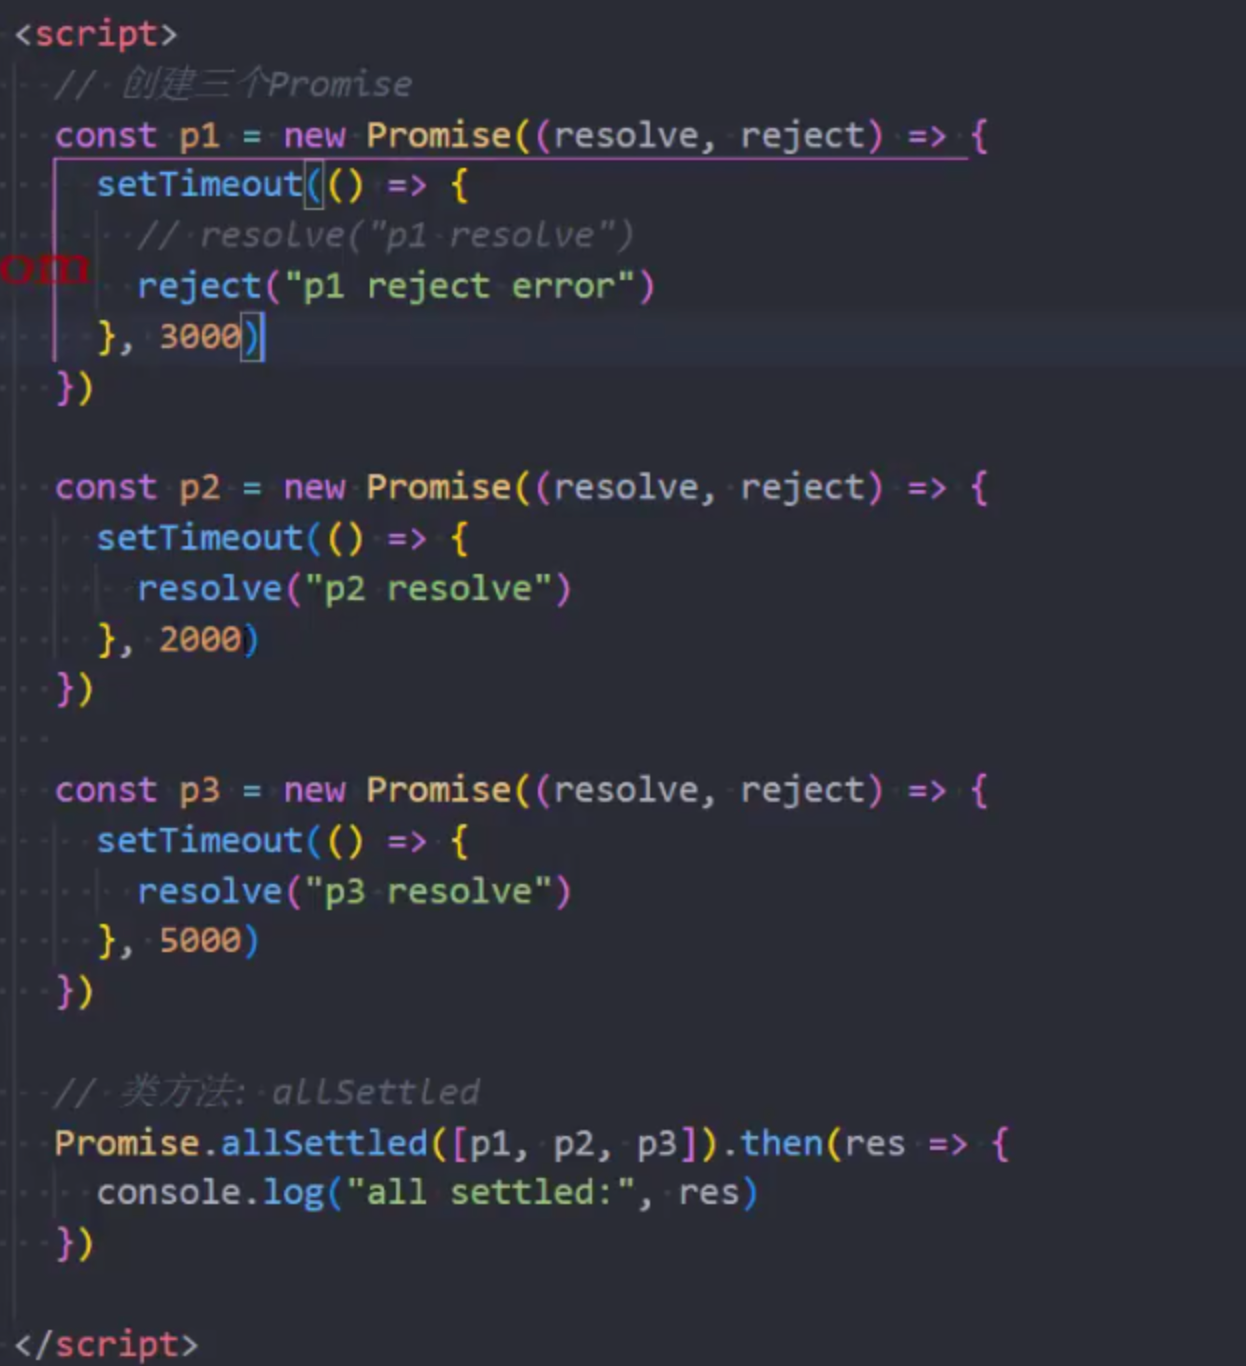 <script>
// 创建三个Promise
const p1 = new Promise((resolve, reject) => {
setTimeout(() => {
// resolve("p1 resolve")
om
reject("p1 reject error")
}, 3000)
})
const p2 = new Promise((resolve, reject) => {
setTimeout(() => {
resolve("p2 resolve")
}, 2000)
})
const p3 = new Promise((resolve, reject) => {
setTimeout(() => {
resolve("p3 resolve")
}, 5000)
})
// 类方法: allSettled
Promise.allSettled([p1, p2, p3]).then(res => {
console.log("all settled:", res)
})
</script>